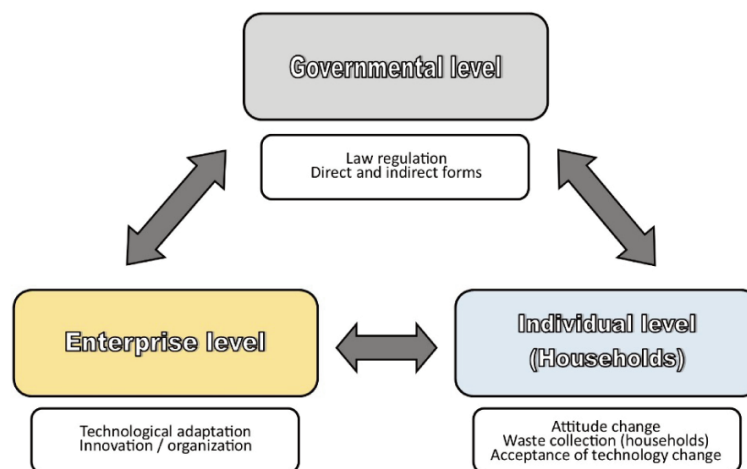 Governmental level
Law regulation
Direct and indirect forms
Enterprise level
Technological adaptation
Innovation / organization
Individual level
(Households)
Attitude change
Waste collection (households)
Acceptance of technology change